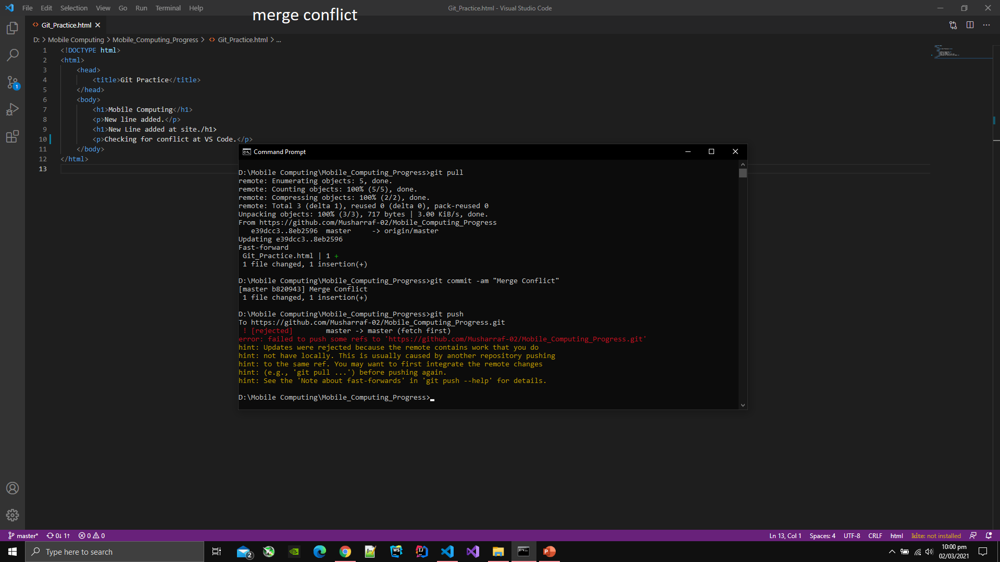 File Edit Selection View Go Run Terminal Help
merge conflict
Git_Practice.html - Visual Studio Code
Git_Practice.html
D: > Mobile Computing > Mobile_Computing_Progress > Git_Practice.html > ...
1 <!DOCTYPE html>
2 <html>
3 <head>
4 <title>Git Practice</title>
5 </head>
6 <body>
7 <h1>Mobile Computing</h1>
8 <p>New line added.</p>
9 <h1>New Line added at site./h1>
10 <p>Checking for conflict at VS Code.</p>
11 </body>
12 </html>
13
1
Command Prompt
D:\Mobile Computing\Mobile_Computing_Progress>git pull
remote: Enumerating objects: 5, done.
remote: Counting objects: 100% (5/5), done.
remote: Compressing objects: 100% (2/2), done.
remote: Total 3 (delta 1), reused 0 (delta 0), pack-reused 0
Unpacking objects: 100% (3/3), 717 bytes | 3.00 KiB/s, done.
From https://github.com/Musharraf-02/Mobile_Computing_Progress
e39dcc3..8eb2596 master -> origin/master
Updating e39dcc3..8eb2596
Fast-forward
Git_Practice.html | 1 +
1 file changed, 1 insertion(+)
D:\Mobile Computing\Mobile_Computing_Progress>git commit -am "Merge Conflict"
[master b820943] Merge Conflict
1 file changed, 1 insertion(+)
D:\Mobile Computing\Mobile_Computing_Progress>git push
To https://github.com/Musharraf-02/Mobile_Computing_Progress.git
! [rejected] master -> master (fetch first)
error: failed to push some refs to 'https://github.com/Musharraf-02/Mobile_Computing_Progress.git'
hint: Updates were rejected because the remote contains work that you do
hint: not have locally. This is usually caused by another repository pushing
hint: to the same ref. You may want to first integrate the remote changes
hint: (e.g., 'git pull ...') before pushing again.
hint: See the 'Note about fast-forwards' in 'git push --help' for details.
D:\Mobile Computing\Mobile_Computing_Progress>
master* 0↓ 1↑ 0 0
Ln 13, Col 1 Spaces: 4 UTF-8 CRLF html kite: not installed
Type here to search
2
WS
IJ
P
10:00 pm
02/03/2021